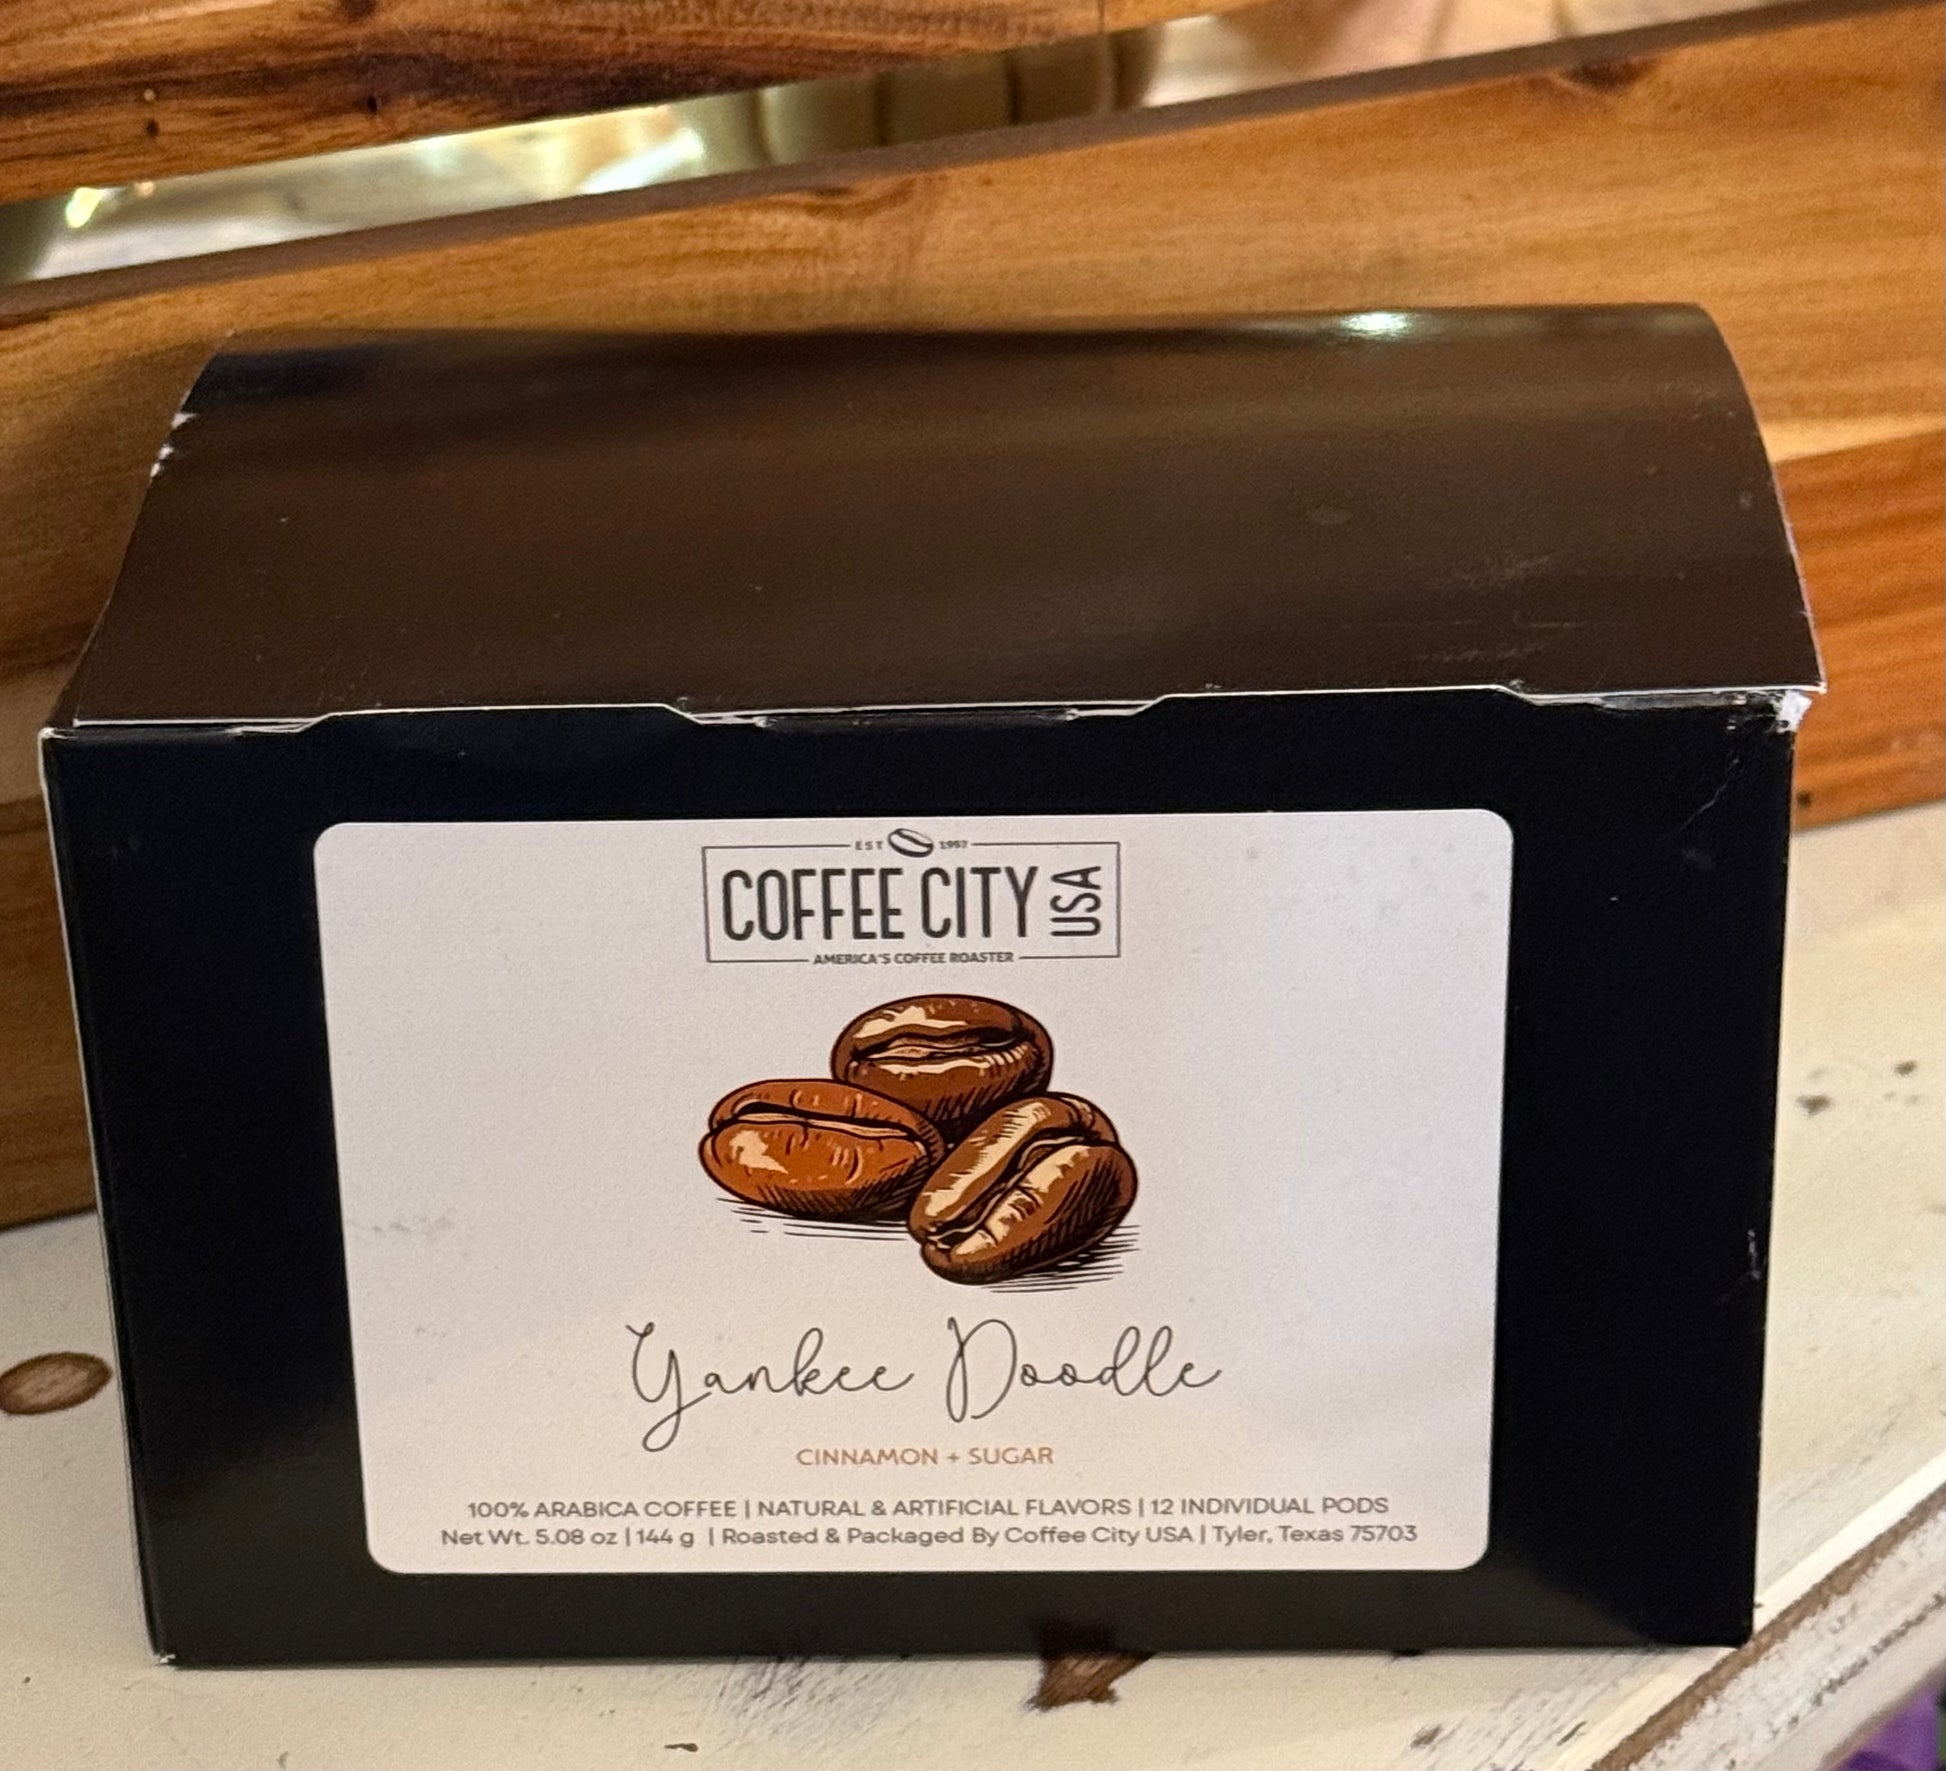 EST 1997
COFFEE CITY USA
AMERICA'S COFFEE ROASTER
Yankee Doodle
CINNAMON + SUGAR
100% ARABICA COFFEE | NATURAL & ARTIFICIAL FLAVORS | 12 INDIVIDUAL PODS
Net Wt. 5.08 oz | 144 g | Roasted & Packaged By Coffee City USA | Tyler, Texas 75703